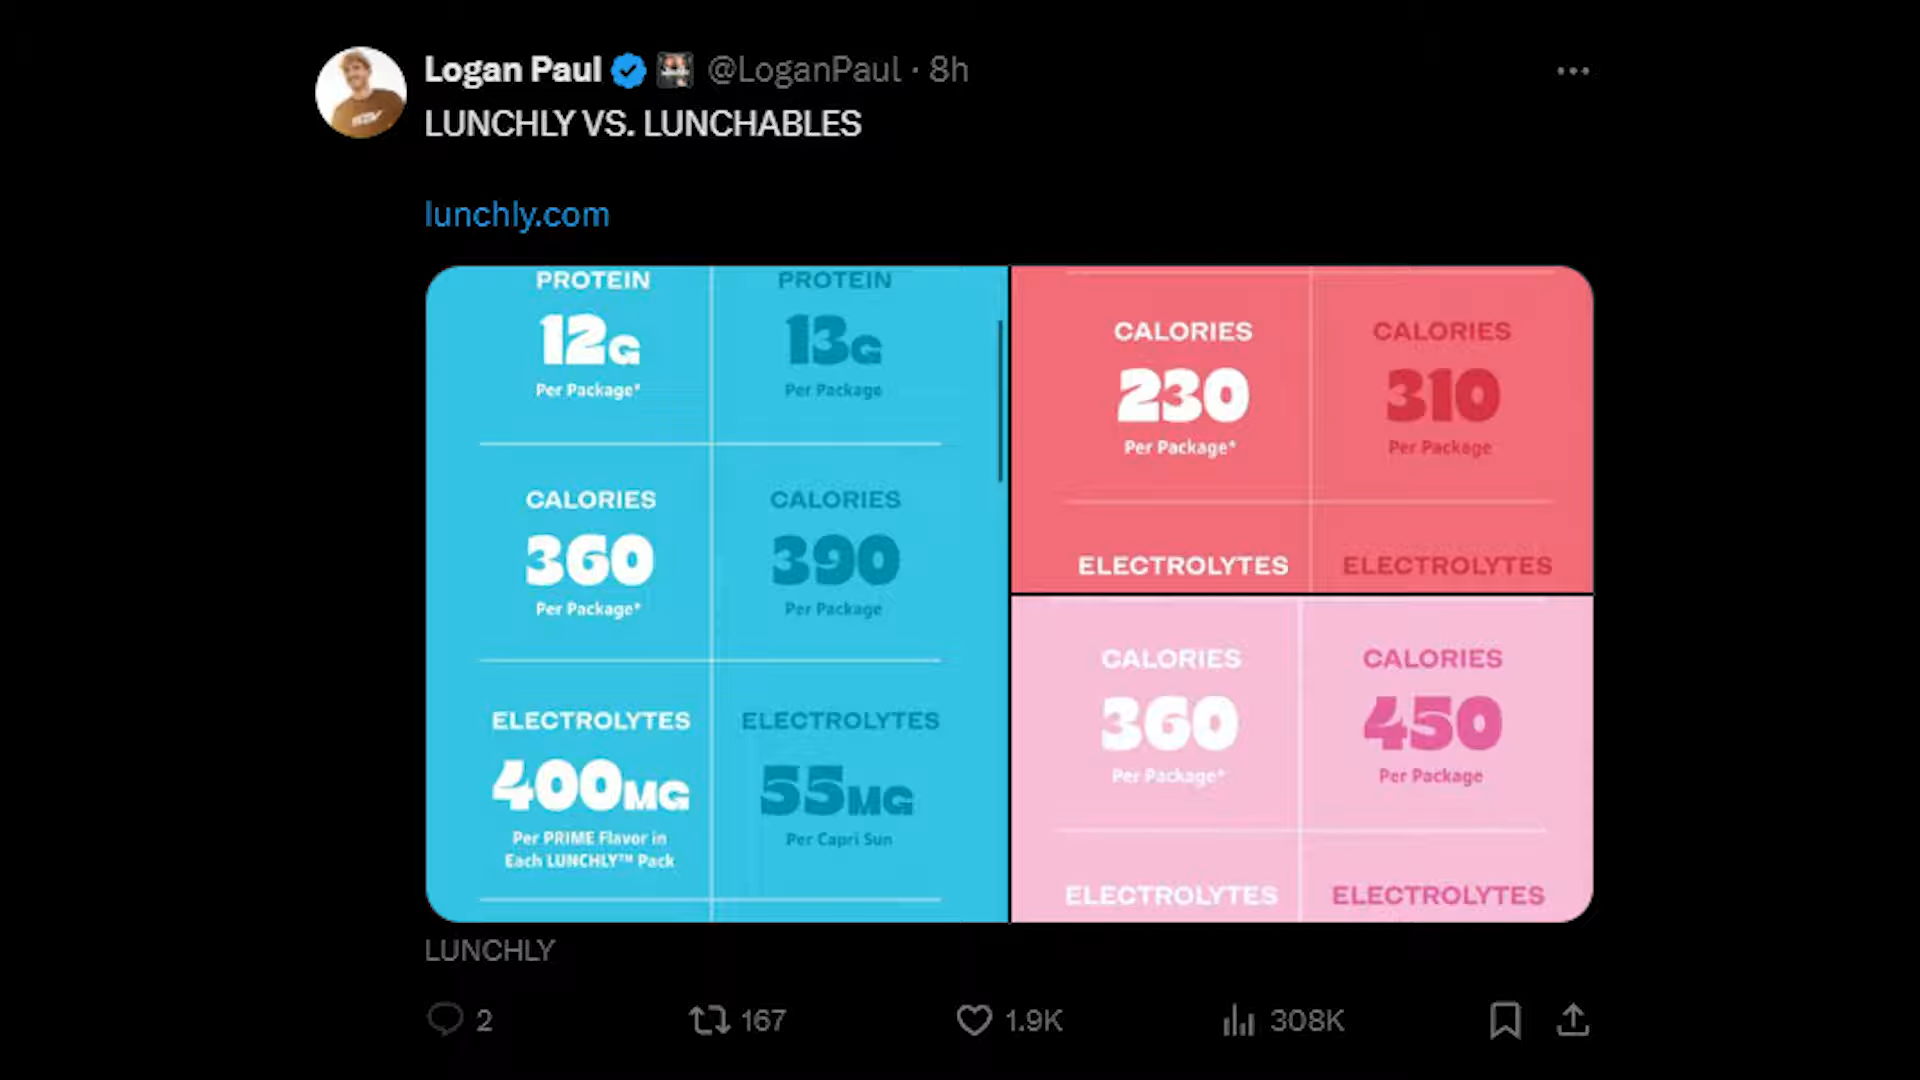 Logan Paul @LoganPaul · 8h
LUNCHLY VS. LUNCHABLES
lunchly.com
PROTEIN PROTEIN
12G 13G
Per Package* Per Package
CALORIES CALORIES
360 390
Per Package* Per Package
ELECTROLYTES ELECTROLYTES
400MG 55MG
Per PRIME Flavor in Per Capri Sun
Each LUNCHLY™ Pack
CALORIES CALORIES
230 310
Per Package* Per Package
ELECTROLYTES ELECTROLYTES
CALORIES CALORIES
360 450
Per Package* Per Package
ELECTROLYTES ELECTROLYTES
LUNCHLY
2 167 1.9K 308K